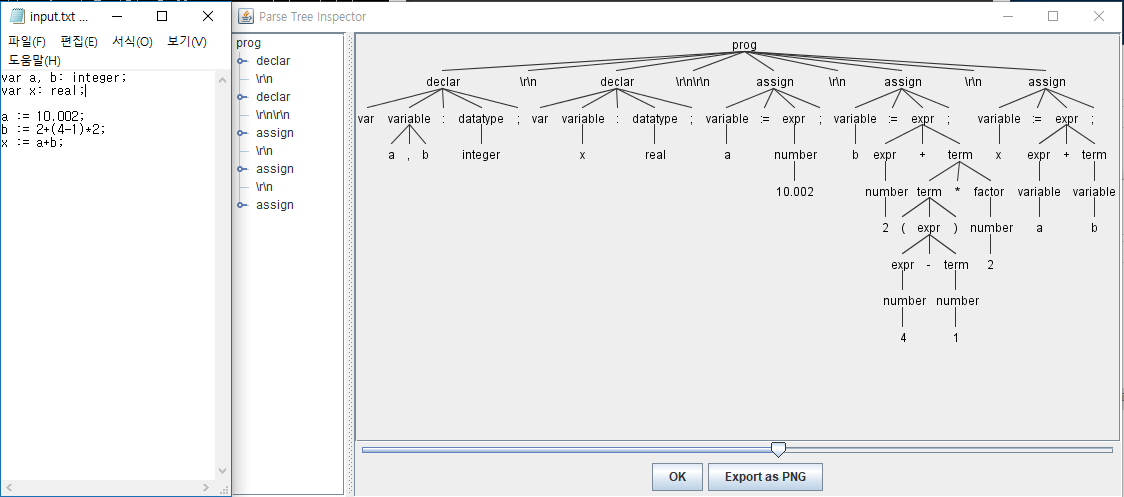 input.txt ...
파일(F) 편집(E) 서식(O) 보기(V)
도움말(H)
var a, b: integer;
var x: real;
a := 10.002;
b := 2+(4-1)*2;
x := a+b;
Parse Tree Inspector
prog
declar
\r\n
declar
\r\n\r\n
assign
\r\n
assign
\r\n
assign
prog
declar \r\n declar \r\n\r\n assign \r\n assign \r\n assign
var variable : datatype ; var variable : datatype ; variable := expr ; variable := expr ; variable := expr ;
a , b integer x real a number b expr + term x expr + term
10.002 number term * factor variable variable
2 ( expr ) number a b
expr - term 2
number number
4 1
OK Export as PNG